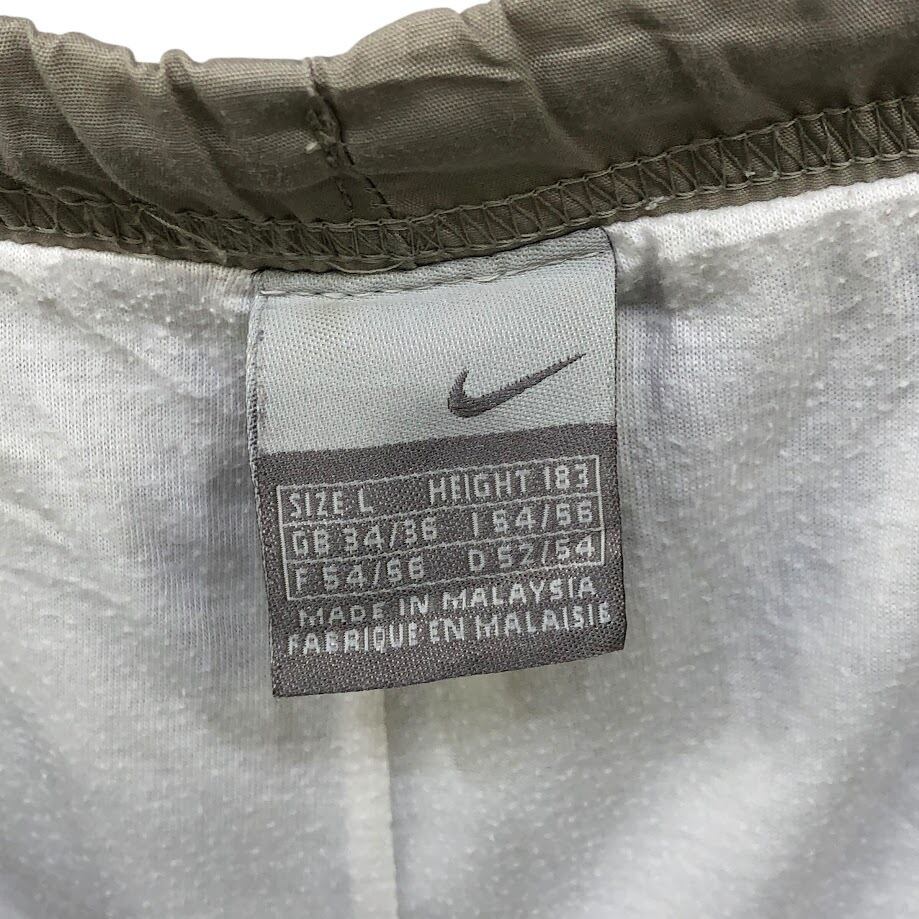 SIZE L HEIGHT 183
GB 34/36 I 54/56
F 54/56 D 52/54
MADE IN MALAYSIA
FABRIQUE EN MALAISIE